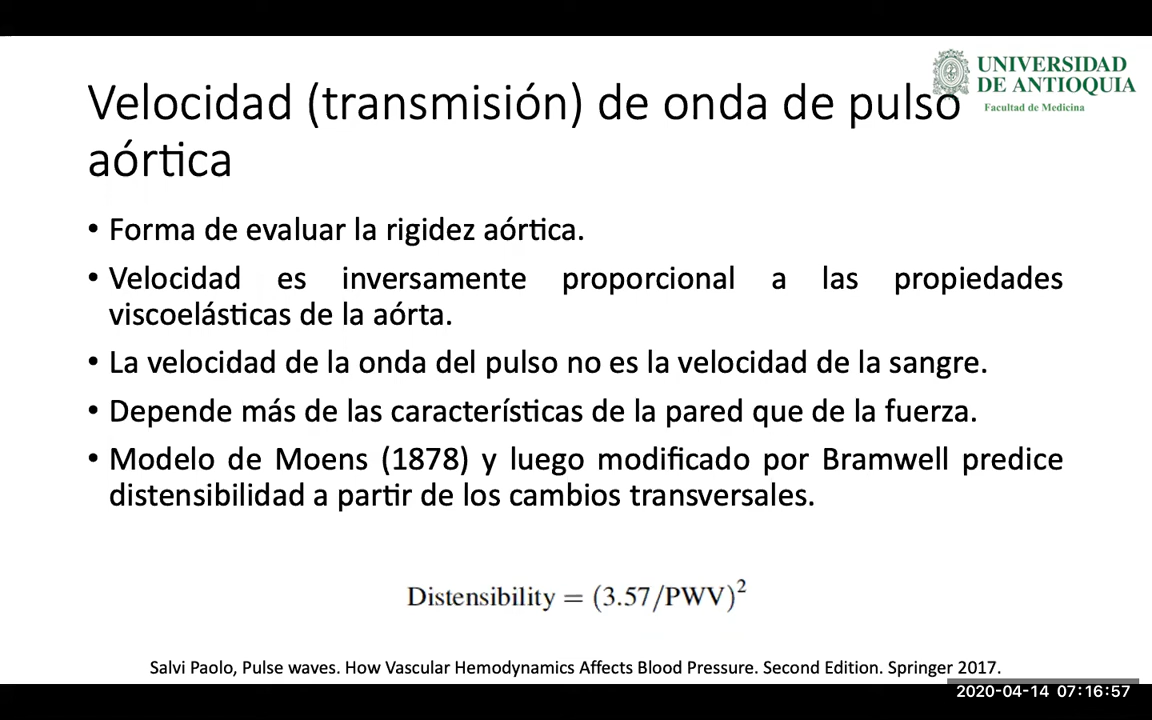 UNIVERSIDAD
DE ANTIOQUIA
Facultad de Medicina
Velocidad (transmisión) de onda de pulso
aórtica
• Forma de evaluar la rigidez aórtica.
• Velocidad es inversamente proporcional a las propiedades
viscoelásticas de la aórta.
• La velocidad de la onda del pulso no es la velocidad de la sangre.
• Depende más de las características de la pared que de la fuerza.
• Modelo de Moens (1878) y luego modificado por Bramwell predice
distensibilidad a partir de los cambios transversales.
Distensibility = (3.57/PWV)²
Salvi Paolo, Pulse waves. How Vascular Hemodynamics Affects Blood Pressure. Second Edition. Springer 2017.
2020-04-14 07:16:57